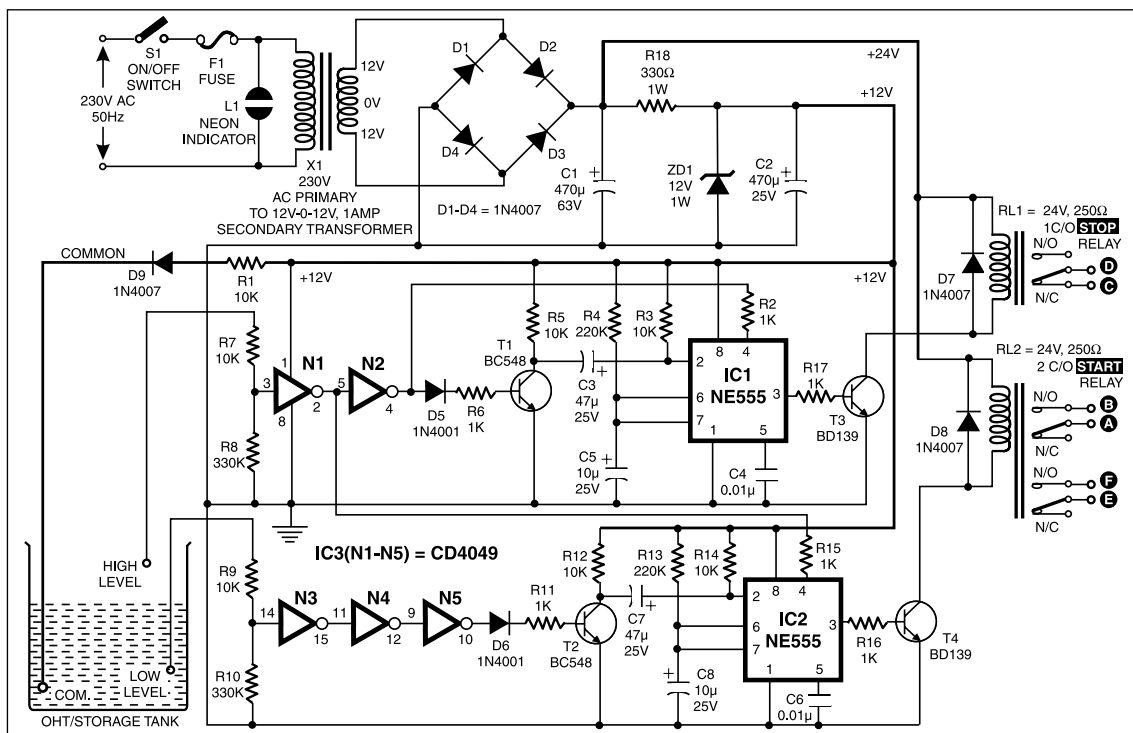 S1
ON/OFF
SWITCH
F1
FUSE
230V AC
50Hz
L1
NEON
INDICATOR
X1
230V
AC PRIMARY
TO 12V-0-12V, 1AMP
SECONDARY TRANSFORMER
12V
0V
12V
D1
D2
D4
D3
D1-D4 = 1N4007
C1
470µ
63V
+
R18
330Ω
1W
ZD1
12V
1W
C2
470µ
25V
+
+24V
+12V
COMMON
D9
1N4007
R1
10K
+12V
+12V
R7
10K
R8
330K
3
1
N1
2
8
5
N2
4
D5
1N4001
R6
1K
T1
BC548
R5
10K
R4
220K
R3
10K
R2
1K
C3
47µ
25V
+
C5
10µ
25V
+
2
8
4
IC1
NE555
6
7
3
1
5
C4
0.01µ
R17
1K
T3
BD139
D7
1N4007
RL1 = 24V, 250Ω
1C/O STOP
RELAY
N/O
D
C
N/C
RL2 = 24V, 250Ω
2 C/O START
RELAY
D8
1N4007
N/O
B
A
N/C
N/O
F
E
N/C
IC3(N1-N5) = CD4049
HIGH
LEVEL
R9
10K
R10
330K
14
N3
15
11
N4
12
9
N5
10
D6
1N4001
R11
1K
T2
BC548
R12
10K
R13
220K
R14
10K
R15
1K
C7
47µ
25V
+
C8
10µ
25V
+
2
8
4
IC2
NE555
6
7
3
1
5
C6
0.01µ
R16
1K
T4
BD139
COM.
LOW
LEVEL
OHT/STORAGE TANK